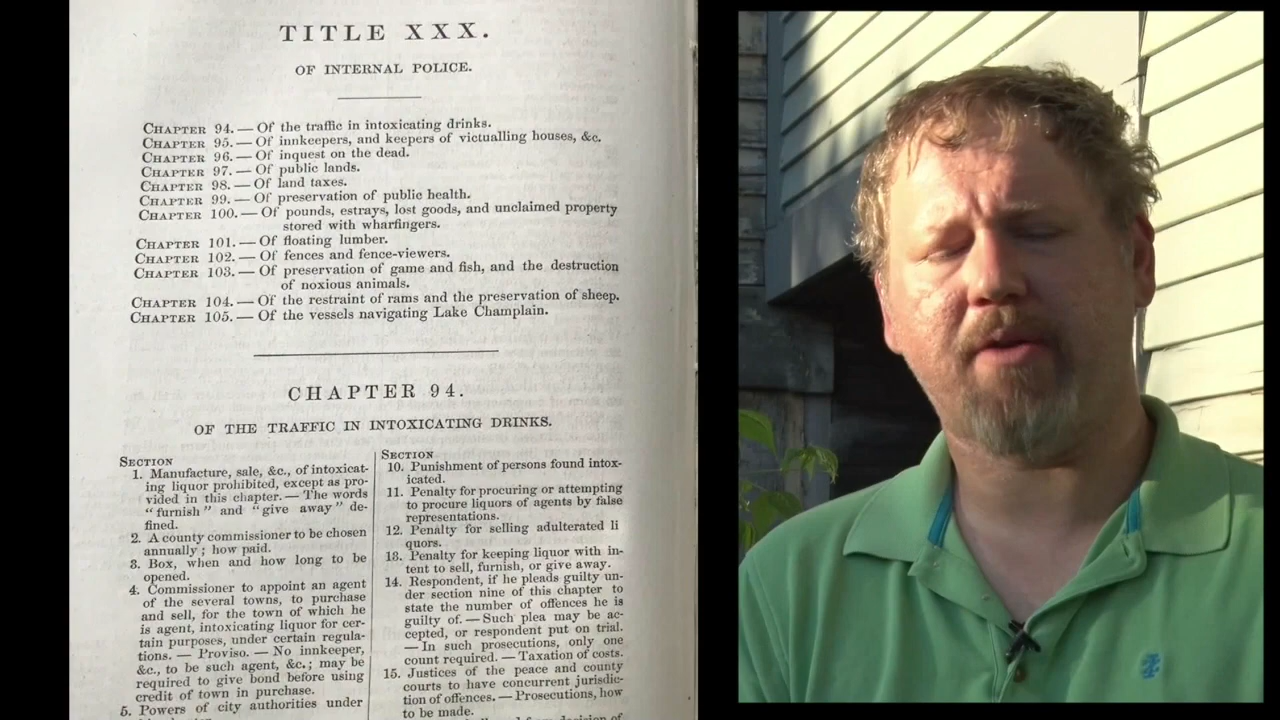 TITLE XXX.
OF INTERNAL POLICE.
CHAPTER 94. — Of the traffic in intoxicating drinks.
CHAPTER 95. — Of innkeepers, and keepers of victualling houses, &c.
CHAPTER 96. — Of inquest on the dead.
CHAPTER 97. — Of public lands.
CHAPTER 98. — Of land taxes.
CHAPTER 99. — Of preservation of public health.
CHAPTER 100. — Of pounds, estrays, lost goods, and unclaimed property
stored with wharfingers.
CHAPTER 101. — Of floating lumber.
CHAPTER 102. — Of fences and fence-viewers.
CHAPTER 103. — Of preservation of game and fish, and the destruction
of noxious animals.
CHAPTER 104. — Of the restraint of rams and the preservation of sheep.
CHAPTER 105. — Of the vessels navigating Lake Champlain.
CHAPTER 94.
OF THE TRAFFIC IN INTOXICATING DRINKS.
SECTION
1. Manufacture, sale, &c., of intoxicat-
ing liquor prohibited, except as pro-
vided in this chapter. — The words
"furnish" and "give away" de-
fined.
2. A county commissioner to be chosen
annually; how paid.
3. Box, when and how long to be
opened.
4. Commissioner to appoint an agent
of the several towns, to purchase
and sell, for the town of which he
is agent, intoxicating liquor for cer-
tain purposes, under certain regula-
tions. — Proviso. — No innkeeper,
&c., to be such agent, &c.; may be
required to give bond before using
credit of town in purchase.
5. Powers of city authorities under
SECTION
10. Punishment of persons found intox-
icated.
11. Penalty for procuring or attempting
to procure liquors of agents by false
representations.
12. Penalty for selling adulterated li
quors.
13. Penalty for keeping liquor with in-
tent to sell, furnish, or give away.
14. Respondent, if he pleads guilty un-
der section nine of this chapter to
state the number of offences he is
guilty of. — Such plea may be ac-
cepted, or respondent put on trial.
— In such prosecutions, only one
count required. — Taxation of costs.
15. Justices of the peace and county
courts to have concurrent jurisdic-
tion of offences. — Prosecutions, how
to be made.